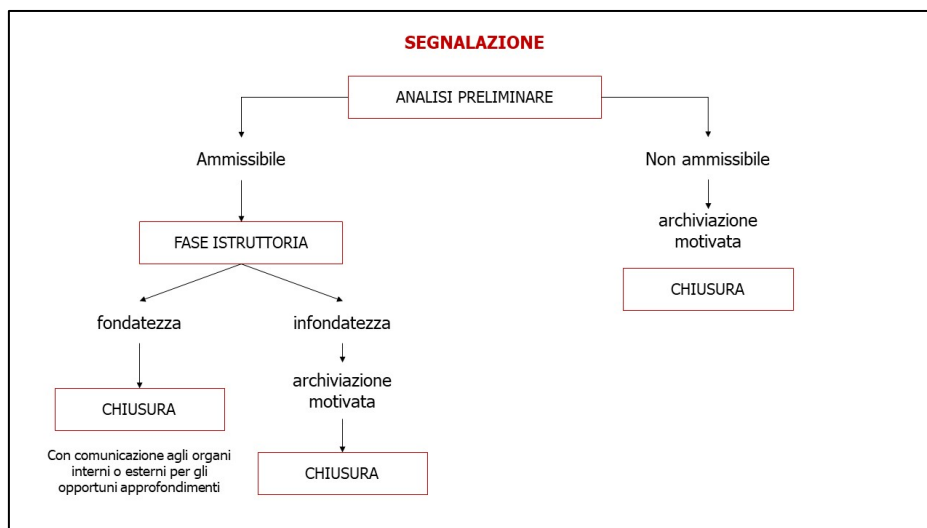 SEGNALAZIONE
ANALISI PRELIMINARE
Ammissibile
Non ammissibile
archiviazione
motivata
FASE ISTRUTTORIA
CHIUSURA
fondatezza
infondatezza
archiviazione
motivata
CHIUSURA
Con comunicazione agli organi
interni o esterni per gli
opportuni approfondimenti
CHIUSURA